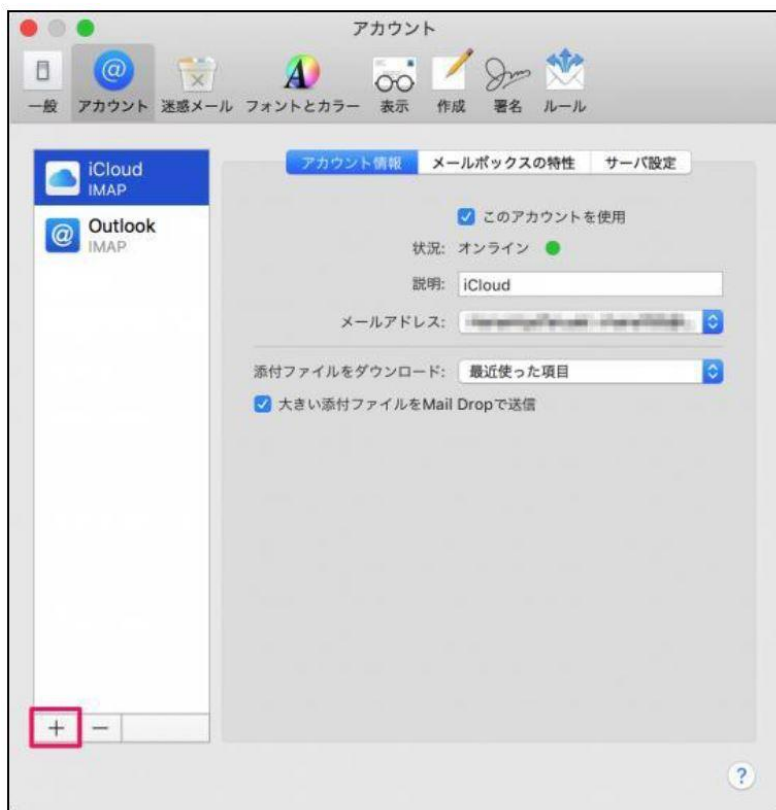 アカウント
一般 アカウント 迷惑メール フォントとカラー 表示 作成 署名 ルール
iCloud
IMAP
Outlook
IMAP
アカウント情報 メールボックスの特性 サーバ設定
このアカウントを使用
状況: オンライン
説明: iCloud
メールアドレス:
添付ファイルをダウンロード: 最近使った項目
大きい添付ファイルをMail Dropで送信
+ −
?